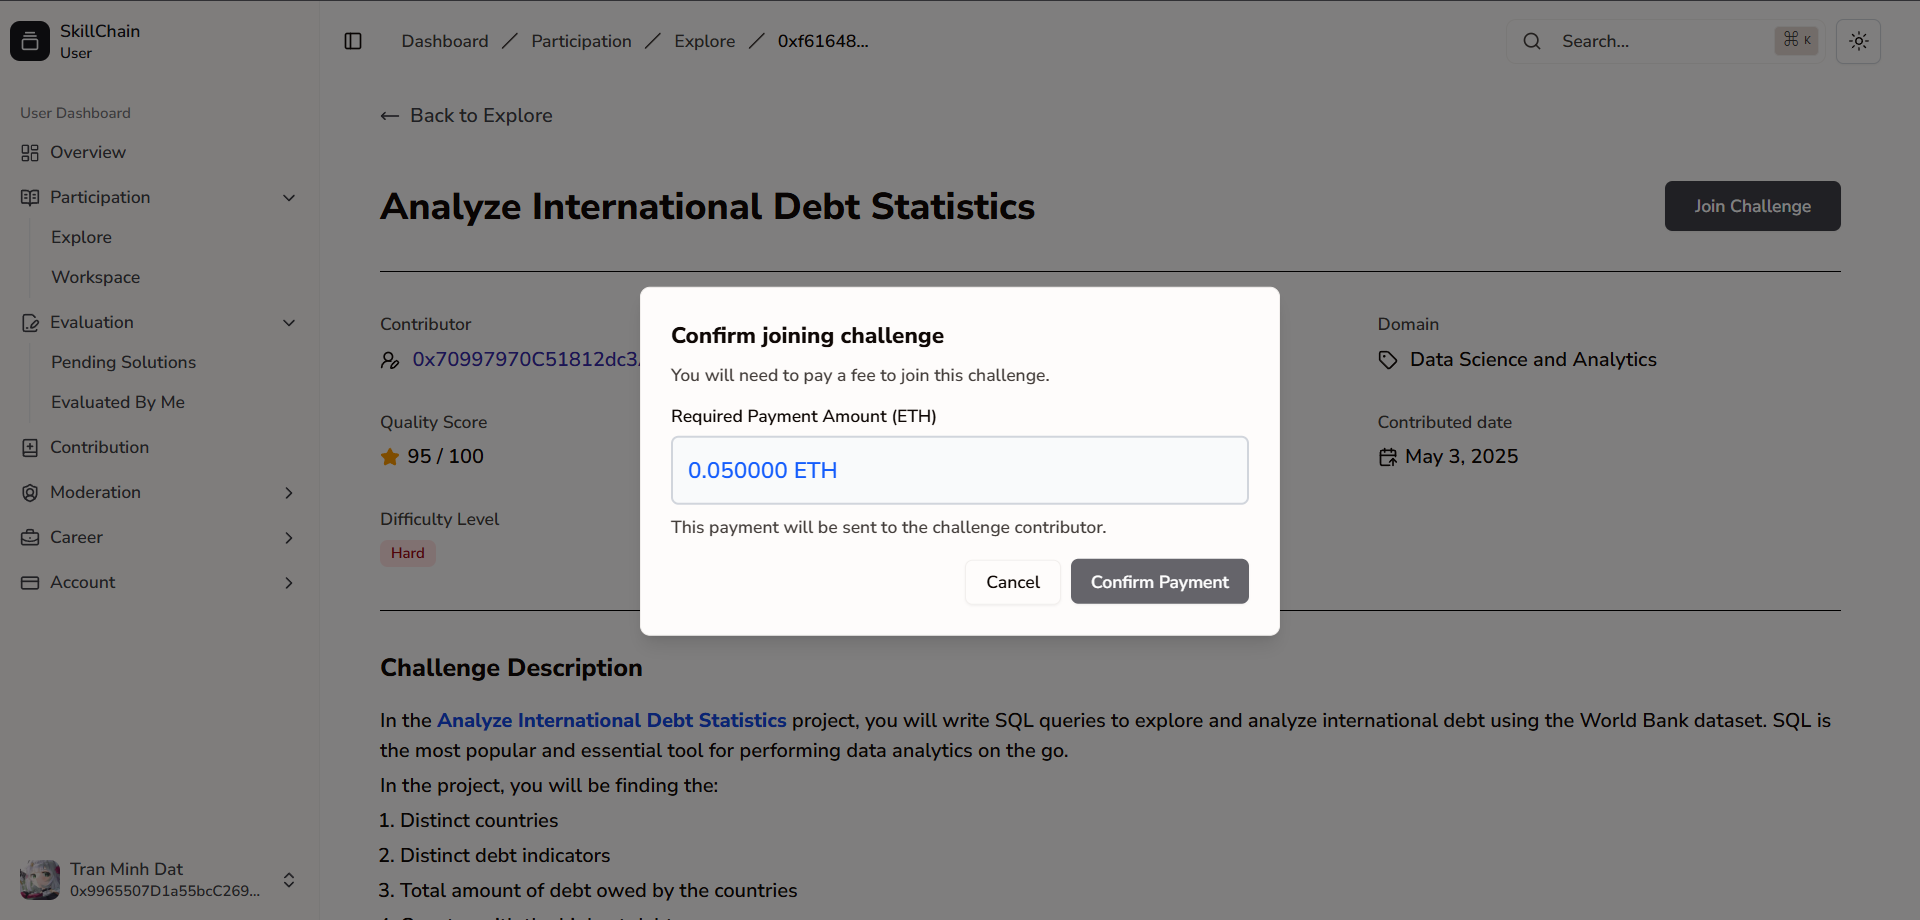 SkillChain
User
Dashboard / Participation / Explore / 0xf61648...
Search...
⌘ K
User Dashboard
Overview
Participation
Explore
Workspace
Evaluation
Pending Solutions
Evaluated By Me
Contribution
Moderation
Career
Account
Tran Minh Dat
0x9965507D1a55bcC269...
← Back to Explore
Analyze International Debt Statistics
Join Challenge
Contributor
0x70997970C51812dc3
Quality Score
95 / 100
Difficulty Level
Hard
Domain
Data Science and Analytics
Contributed date
May 3, 2025
Confirm joining challenge
You will need to pay a fee to join this challenge.
Required Payment Amount (ETH)
0.050000 ETH
This payment will be sent to the challenge contributor.
Cancel
Confirm Payment
Challenge Description
In the Analyze International Debt Statistics project, you will write SQL queries to explore and analyze international debt using the World Bank dataset. SQL is
the most popular and essential tool for performing data analytics on the go.
In the project, you will be finding the:
1. Distinct countries
2. Distinct debt indicators
3. Total amount of debt owed by the countries